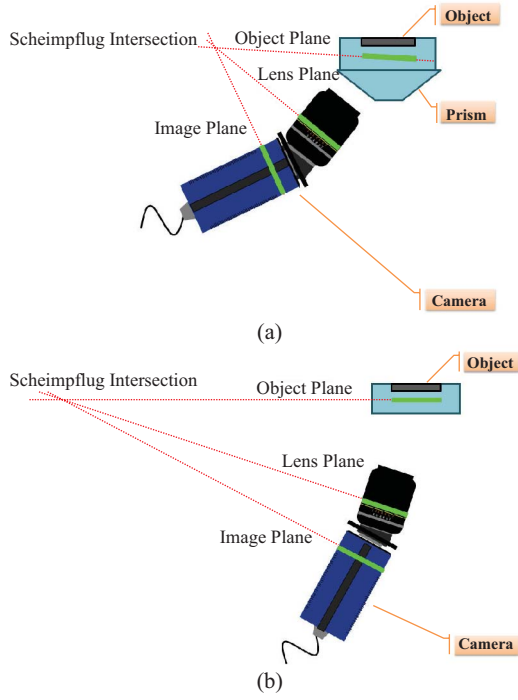 Object
Scheimpflug Intersection
Object Plane
Lens Plane
Prism
Image Plane
Camera
(a)
Object
Scheimpflug Intersection
Object Plane
Lens Plane
Image Plane
Camera
(b)